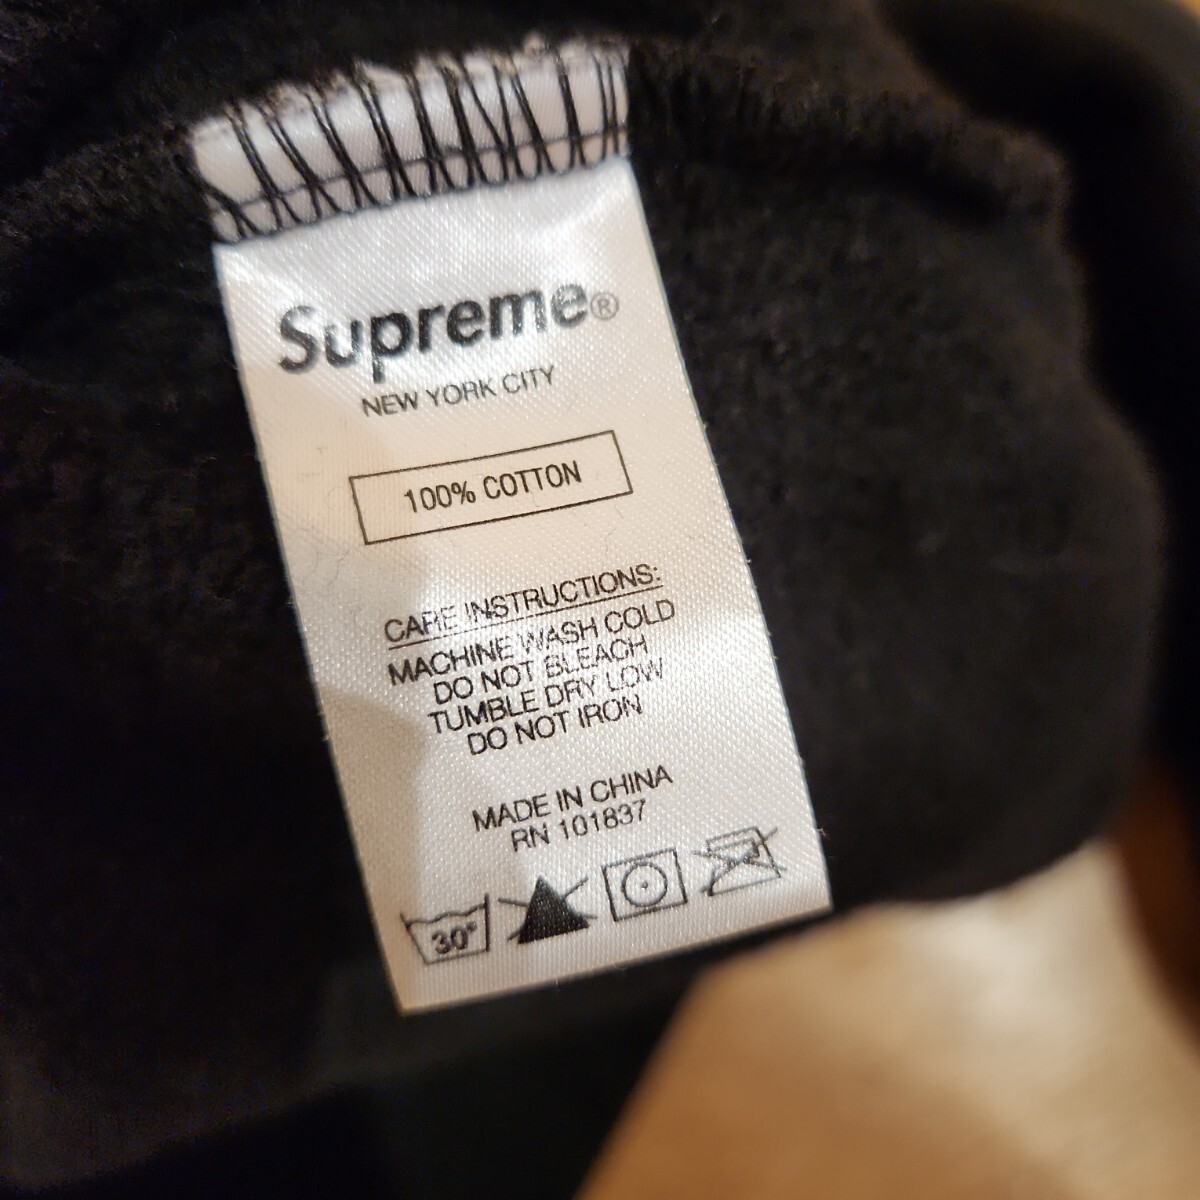 Supreme®
NEW YORK CITY
100% COTTON
CARE INSTRUCTIONS:
MACHINE WASH COLD
DO NOT BLEACH
TUMBLE DRY LOW
DO NOT IRON
MADE IN CHINA
RN 101837
30°